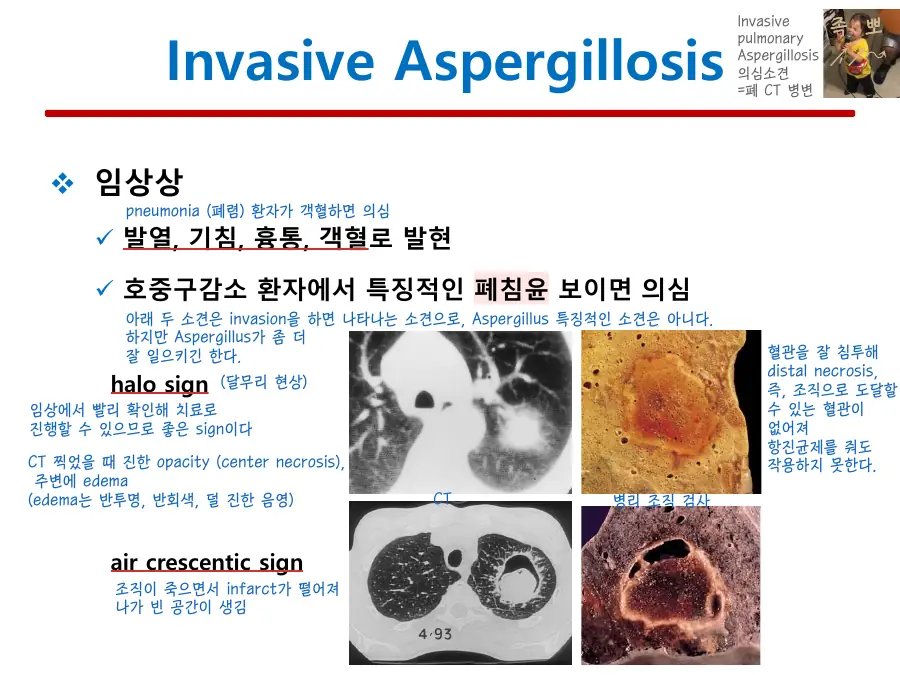 Invasive Aspergillosis
Invasive
pulmonary
Aspergillosis
의심소견
=폐 CT 병변
족 뽀
임상상
pneumonia (폐렴) 환자가 객혈하면 의심
발열, 기침, 흉통, 객혈로 발현
호중구감소 환자에서 특징적인 폐침윤 보이면 의심
아래 두 소견은 invasion을 하면 나타나는 소견으로, Aspergillus 특징적인 소견은 아니다.
하지만 Aspergillus가 좀 더
잘 일으키긴 한다.
halo sign (달무리 현상)
임상에서 빨리 확인해 치료로
진행할 수 있으므로 좋은 sign이다
CT 찍었을 때 진한 opacity (center necrosis),
주변에 edema
(edema는 반투명, 반회색, 덜 진한 음영)
혈관을 잘 침투해
distal necrosis,
즉, 조직으로 도달할
수 있는 혈관이
없어져
항진균제를 줘도
작용하지 못한다.
CT
병리 조직 검사
air crescentic sign
조직이 죽으면서 infarct가 떨어져
나가 빈 공간이 생김
4·93